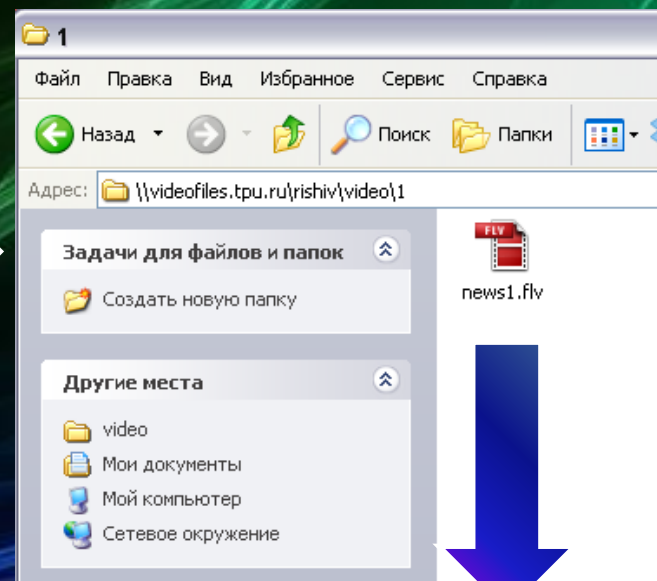 1
Файл Правка Вид Избранное Сервис Справка
Назад Поиск Папки
Адрес: \\videofiles.tpu.ru\rishiv\video\1
Задачи для файлов и папок
Создать новую папку
FLV
news1.flv
Другие места
video
Мои документы
Мой компьютер
Сетевое окружение